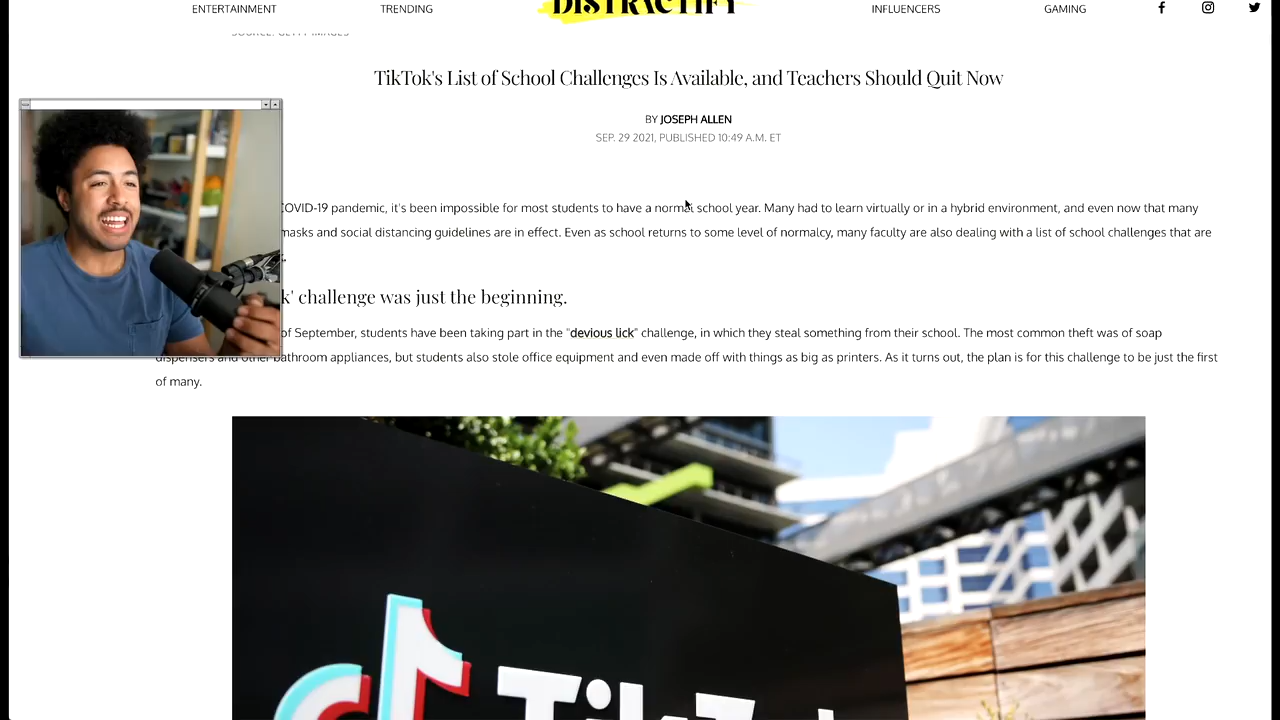 ENTERTAINMENT
TRENDING
DISTRACTIFY
INFLUENCERS
GAMING
SOURCE: GETTY IMAGES
TikTok's List of School Challenges Is Available, and Teachers Should Quit Now
BY JOSEPH ALLEN
SEP. 29 2021, PUBLISHED 10:49 A.M. ET
COVID-19 pandemic, it's been impossible for most students to have a normal school year. Many had to learn virtually or in a hybrid environment, and even now that many
masks and social distancing guidelines are in effect. Even as school returns to some level of normalcy, many faculty are also dealing with a list of school challenges that are
challenge was just the beginning.
of September, students have been taking part in the "devious lick" challenge, in which they steal something from their school. The most common theft was of soap
dispensers and other bathroom appliances, but students also stole office equipment and even made off with things as big as printers. As it turns out, the plan is for this challenge to be just the first
of many.
TikTok